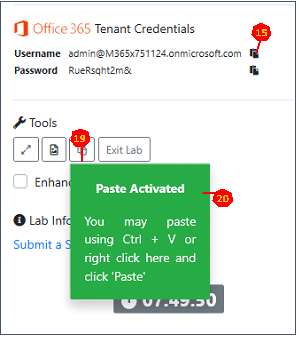 Office 365 Tenant Credentials
Username admin@M365x751124.onmicrosoft.com
15
Password RueRsqht2m&
Tools
19
Exit Lab
Enhanc
Paste Activated
20
You may paste
using Ctrl + V or
right click here and
click 'Paste'
Lab Info
Submit a S
07:49:50